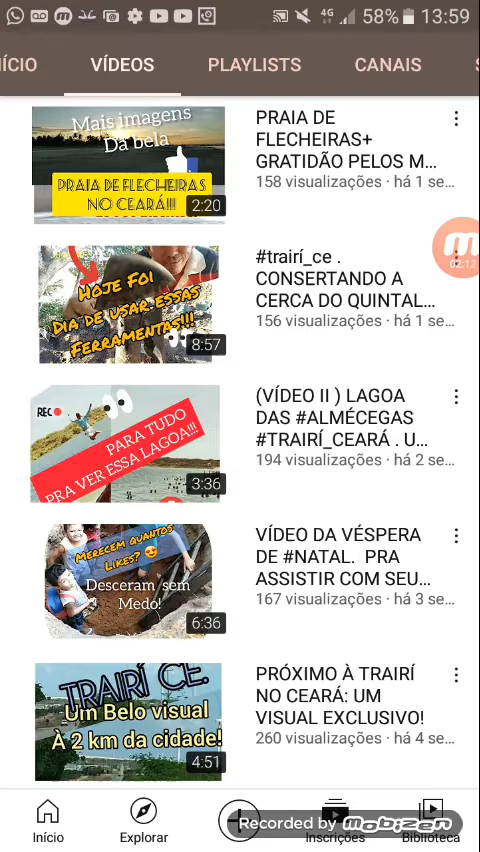 4G 58% 13:59
ÍCIO VÍDEOS PLAYLISTS CANAIS
Mais imagens
Da bela
PRAIA DE FLECHEIRAS
NO CEARÁ!!!
2:20
PRAIA DE
FLECHEIRAS+
GRATIDÃO PELOS M...
158 visualizações · há 1 se...
HOJE FOI
DIA DE USAR ESSAS
FERRAMENTAS!!!
8:57
#trairí_ce .
CONSERTANDO A
CERCA DO QUINTAL...
156 visualizações · há 1 se...
02:12
REC
PARA TUDO
PRA VER ESSA LAGOA!!!
3:36
(VÍDEO II ) LAGOA
DAS #ALMÉCEGAS
#TRAIRÍ_CEARÁ . U...
194 visualizações · há 2 se...
MERECEM QUANTOS
LIKES?
Desceram sem
Medo!
6:36
VÍDEO DA VÉSPERA
DE #NATAL. PRA
ASSISTIR COM SEU...
167 visualizações · há 3 se...
TRAIRÍ CE.
Um Belo visual
À 2 km da cidade!
4:51
PRÓXIMO À TRAIRÍ
NO CEARÁ: UM
VISUAL EXCLUSIVO!
260 visualizações · há 4 se...
Recorded by Mobizen
Início Explorar Inscrições Biblioteca